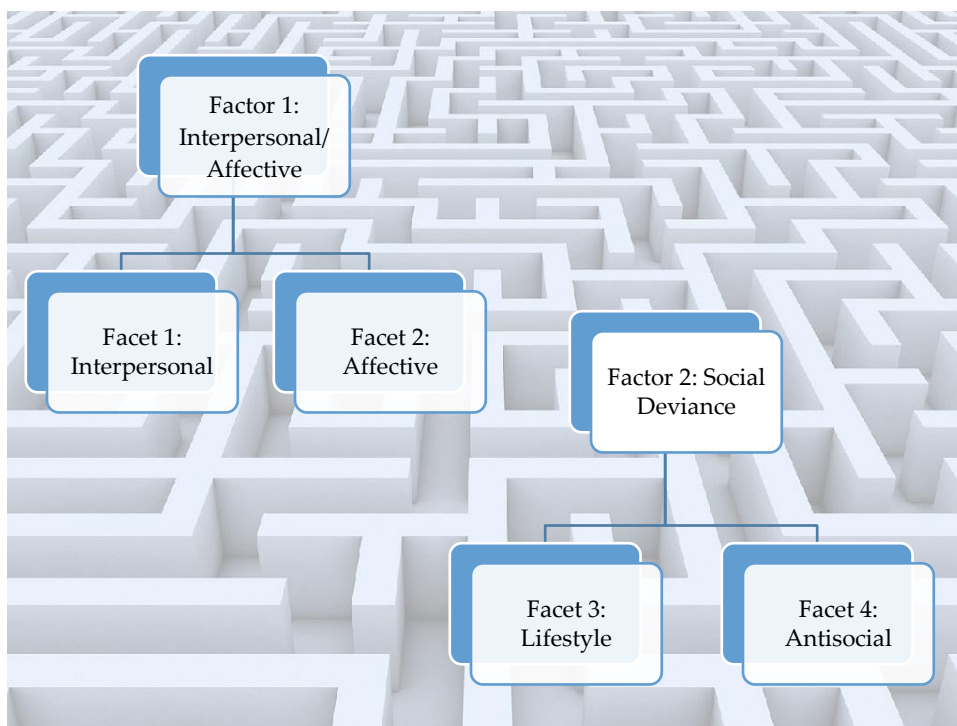 Factor 1:
Interpersonal/
Affective
Facet 1:
Interpersonal
Facet 2:
Affective
Factor 2: Social
Deviance
Facet 3:
Lifestyle
Facet 4:
Antisocial